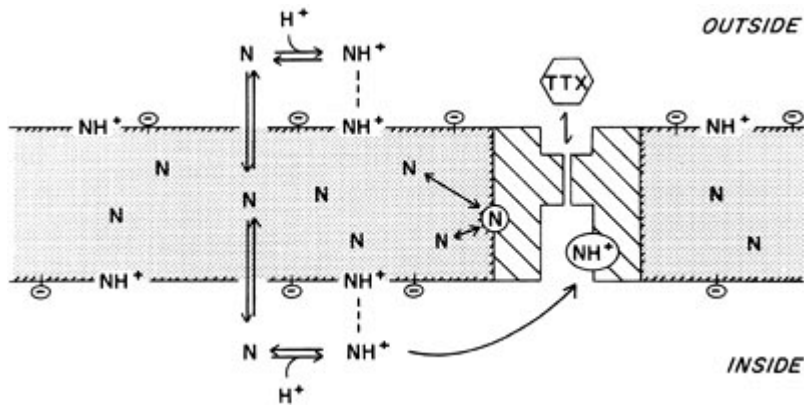 H⁺ OUTSIDE
N NH⁺
TTX
NH⁺ ⊖ NH⁺ ⊖ ⊖ NH⁺ ⊖
N N N N
N N N
N N N NH⁺ N
⊖ NH⁺ ⊖ NH⁺ ⊖ ⊖
N NH⁺ INSIDE
H⁺